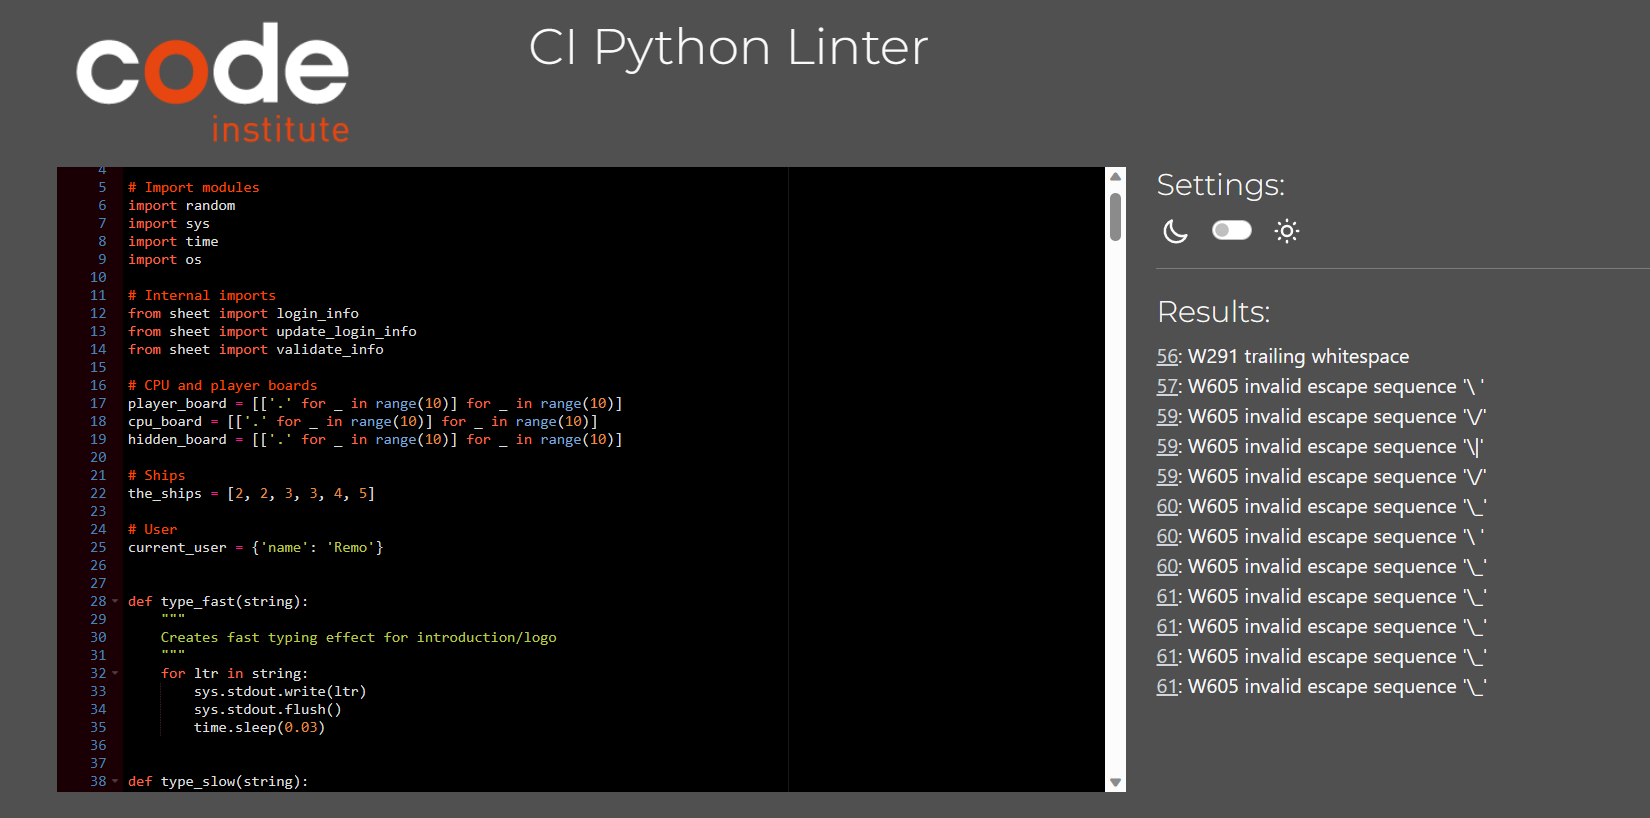 code
institute
CI Python Linter
4
5 # Import modules
6 import random
7 import sys
8 import time
9 import os
10
11 # Internal imports
12 from sheet import login_info
13 from sheet import update_login_info
14 from sheet import validate_info
15
16 # CPU and player boards
17 player_board = [['.' for _ in range(10)] for _ in range(10)]
18 cpu_board = [['.' for _ in range(10)] for _ in range(10)]
19 hidden_board = [['.' for _ in range(10)] for _ in range(10)]
20
21 # Ships
22 the_ships = [2, 2, 3, 3, 4, 5]
23
24 # User
25 current_user = {'name': 'Remo'}
26
27
28 def type_fast(string):
29     """
30     Creates fast typing effect for introduction/logo
31     """
32     for ltr in string:
33         sys.stdout.write(ltr)
34         sys.stdout.flush()
35         time.sleep(0.03)
36
37
38 def type_slow(string):
Settings:
Results:
56: W291 trailing whitespace
57: W605 invalid escape sequence '\ '
59: W605 invalid escape sequence '\/'
59: W605 invalid escape sequence '\|'
59: W605 invalid escape sequence '\/'
60: W605 invalid escape sequence '\_'
60: W605 invalid escape sequence '\ '
60: W605 invalid escape sequence '\_'
61: W605 invalid escape sequence '\_'
61: W605 invalid escape sequence '\_'
61: W605 invalid escape sequence '\_'
61: W605 invalid escape sequence '\_'